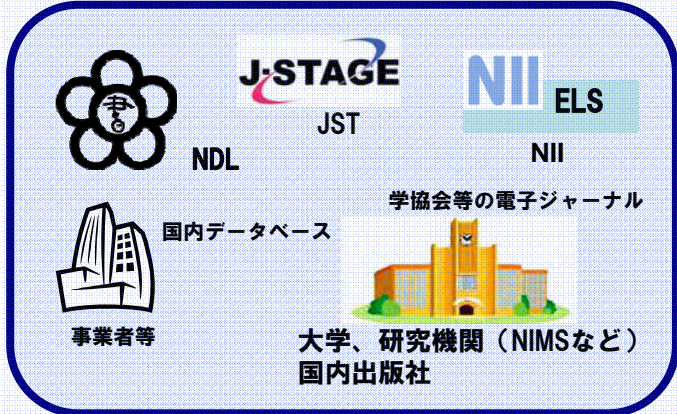 書
J-STAGE
JST
NDL
NII
ELS
NII
学協会等の電子ジャーナル
国内データベース
事業者等
大学、研究機関（NIMSなど）
国内出版社